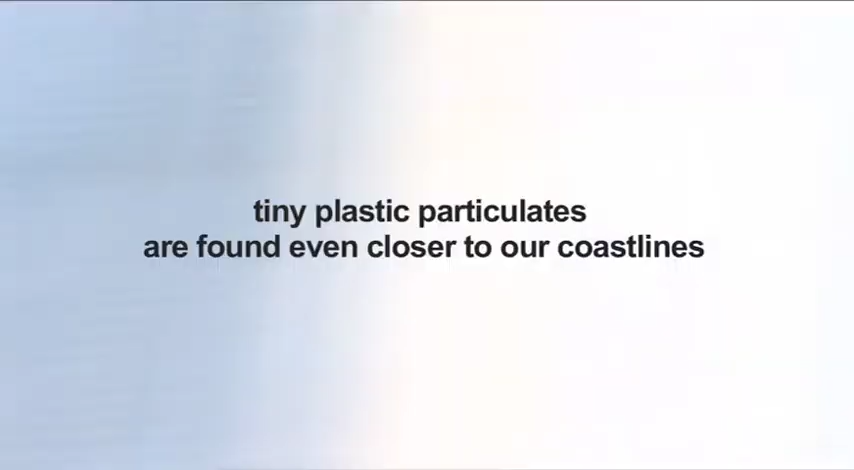 tiny plastic particulates
are found even closer to our coastlines